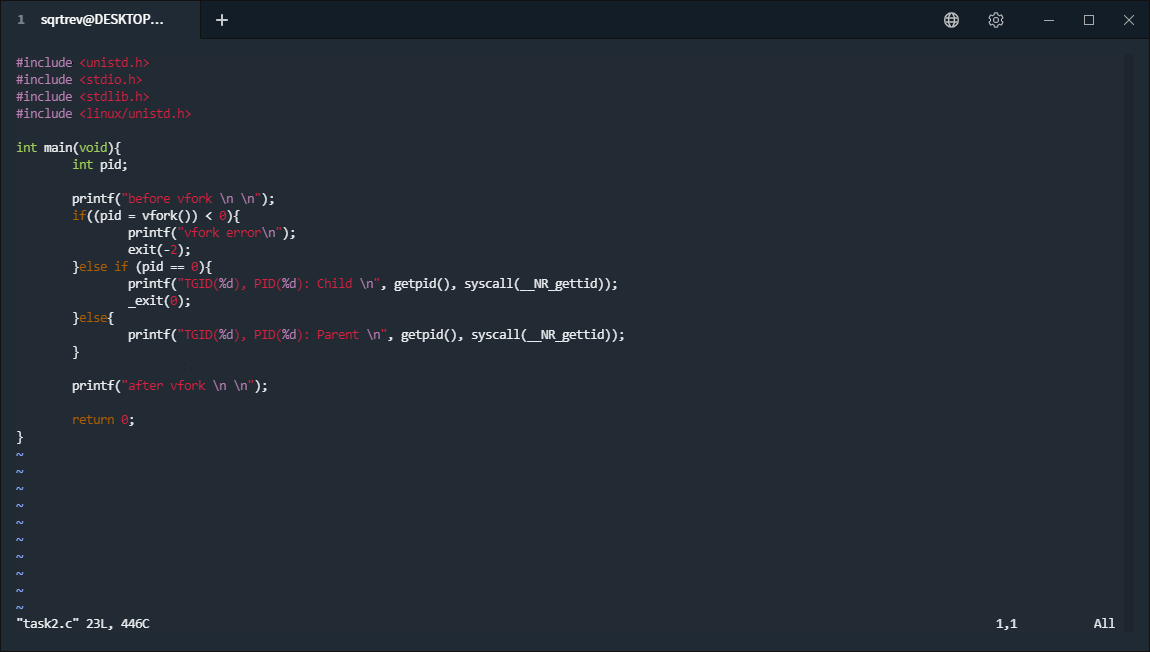 1 sqrtrev@DESKTOP... +
#include <unistd.h>
#include <stdio.h>
#include <stdlib.h>
#include <linux/unistd.h>
int main(void){
        int pid;
        printf("before vfork \n \n");
        if((pid = vfork()) < 0){
                printf("vfork error\n");
                exit(-2);
        }else if (pid == 0){
                printf("TGID(%d), PID(%d): Child \n", getpid(), syscall(__NR_gettid));
                _exit(0);
        }else{
                printf("TGID(%d), PID(%d): Parent \n", getpid(), syscall(__NR_gettid));
        }
        printf("after vfork \n \n");
        return 0;
}
~
~
~
~
~
~
~
~
~
~
"task2.c" 23L, 446C 1,1 All